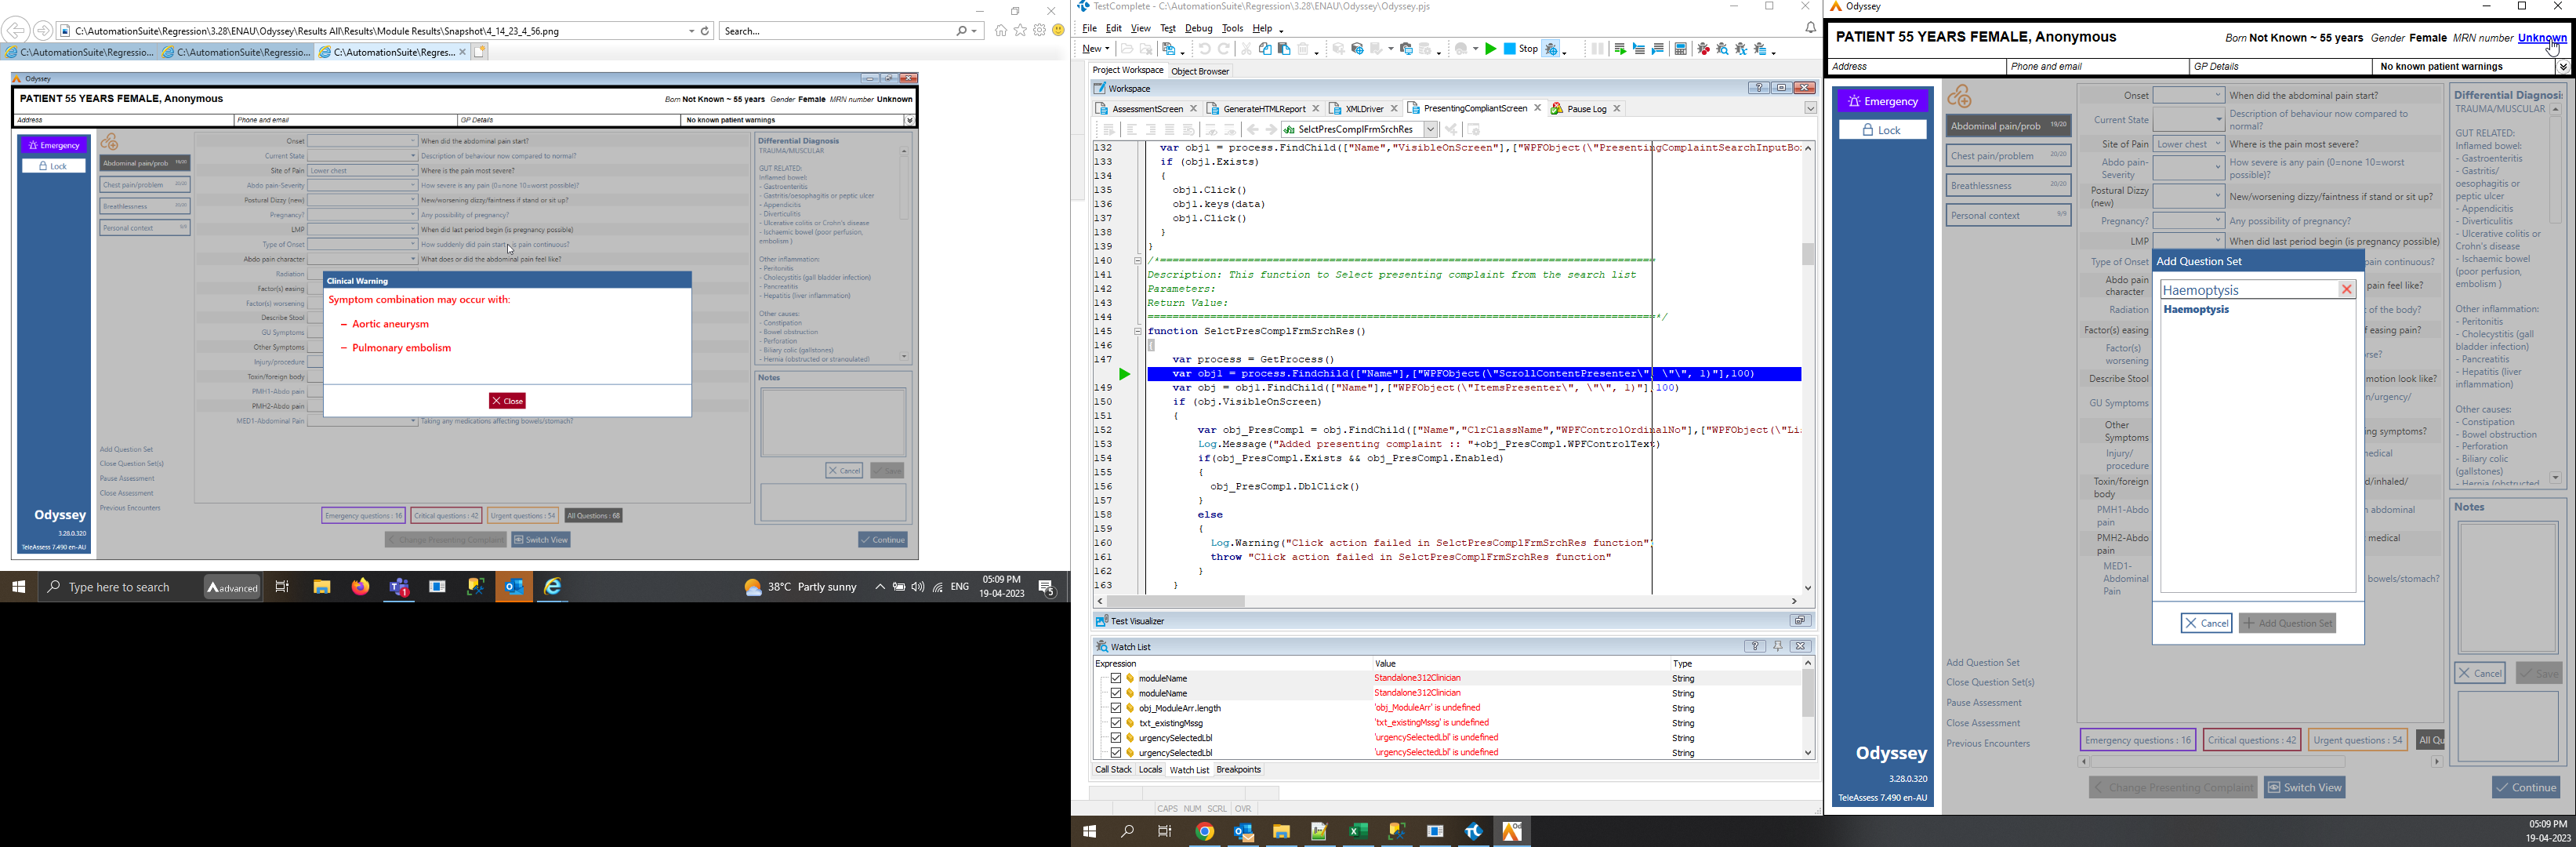 C:\AutomationSuite\Regression\3.28\ENAU\Odyssey\Results All\Results\Module Results\Snapshot\4_14_23_4_56.png
Search...
C:\AutomationSuite\Regression...
C:\AutomationSuite\Regressio...
C:\AutomationSuite\Regres...
Odyssey
PATIENT 55 YEARS FEMALE, Anonymous
Born Not Known ~ 55 years Gender Female MRN number Unknown
Address
Phone and email
GP Details
No known patient warnings
Emergency
Lock
Abdominal pain/prob 19/20
Chest pain/problem 20/20
Breathlessness 20/20
Personal context 9/9
Onset When did the abdominal pain start?
Current State Description of behaviour now compared to normal?
Site of Pain Lower chest Where is the pain most severe?
Abdo pain-Severity How severe is any pain (0=none 10=worst possible)?
Postural Dizzy (new) New/worsening dizzy/faintness if stand or sit up?
Pregnancy? Any possibility of pregnancy?
LMP When did last period begin (is pregnancy possible)
Type of Onset How suddenly did pain start, is pain continuous?
Abdo pain character What does or did the abdominal pain feel like?
Radiation
Factor(s) easing
Factor(s) worsening
Describe Stool
GU Symptoms
Other Symptoms
Injury/procedure
Toxin/foreign body
PMH1-Abdo pain
PMH2-Abdo pain
MED1-Abdominal Pain Taking any medications affecting bowels/stomach?
Clinical Warning
Symptom combination may occur with:
– Aortic aneurysm
– Pulmonary embolism
Close
Differential Diagnosis
TRAUMA/MUSCULAR
GUT RELATED:
Inflamed bowel:
- Gastroenteritis
- Gastritis/oesophagitis or peptic ulcer
- Appendicitis
- Diverticulitis
- Ulcerative colitis or Crohn's disease
- Ischaemic bowel (poor perfusion,
embolism )
Other inflammation:
- Peritonitis
- Cholecystitis (gall bladder infection)
- Pancreatitis
- Hepatitis (liver inflammation)
Other causes:
- Constipation
- Bowel obstruction
- Perforation
- Biliary colic (gallstones)
- Hernia (obstructed or strangulated)
Notes
Cancel
Save
Add Question Set
Close Question Set(s)
Pause Assessment
Close Assessment
Previous Encounters
Emergency questions : 16
Critical questions : 42
Urgent questions : 54
All Questions : 68
Change Presenting Complaint
Switch View
Continue
Odyssey
3.28.0.320
TeleAssess 7.490 en-AU
Type here to search
advanced
38°C Partly sunny
ENG
05:09 PM
19-04-2023
5
TestComplete - C:\AutomationSuite\Regression\3.28\ENAU\Odyssey\Odyssey.pjs
File Edit View Test Debug Tools Help
New
Stop
Project Workspace
Object Browser
Workspace
AssessmentScreen
GenerateHTMLReport
XMLDriver
PresentingCompliantScreen
Pause Log
SelctPresComplFrmSrchRes
132 var obj1 = process.FindChild(["Name","VisibleOnScreen"],["WPFObject(\"PresentingComplaintSearchInputBo
133 if (obj1.Exists)
134 {
135 obj1.Click()
136 obj1.keys(data)
137 obj1.Click()
138 }
139 }
140 /*================================================================================
141 Description: This function to Select presenting complaint from the search list
142 Parameters:
143 Return Value:
144 ================================================================================*/
145 function SelctPresComplFrmSrchRes()
146 {
147 var process = GetProcess()
var obj1 = process.Findchild(["Name"],["WPFObject(\"ScrollContentPresenter\", \"\", 1)"],100)
149 var obj = obj1.FindChild(["Name"],["WPFObject(\"ItemsPresenter\", \"\", 1)"],100)
150 if (obj.VisibleOnScreen)
151 {
152 var obj_PresCompl = obj.FindChild(["Name","ClrClassName","WPFControlOrdinalNo"],["WPFObject(\"Li
153 Log.Message("Added presenting complaint :: "+obj_PresCompl.WPFControlText)
154 if(obj_PresCompl.Exists && obj_PresCompl.Enabled)
155 {
156 obj_PresCompl.DblClick()
157 }
158 else
159 {
160 Log.Warning("Click action failed in SelctPresComplFrmSrchRes function")
161 throw "Click action failed in SelctPresComplFrmSrchRes function"
162 }
163 }
Test Visualizer
Watch List
Expression Value Type
moduleName Standalone312Clinician String
moduleName Standalone312Clinician String
obj_ModuleArr.length 'obj_ModuleArr' is undefined String
txt_existingMssg 'txt_existingMssg' is undefined String
urgencySelectedLbl 'urgencySelectedLbl' is undefined String
urgencySelectedLbl 'urgencySelectedLbl' is undefined String
Call Stack Locals Watch List Breakpoints
CAPS NUM SCRL OVR
Odyssey
PATIENT 55 YEARS FEMALE, Anonymous
Born Not Known ~ 55 years Gender Female MRN number Unknown
Address
Phone and email
GP Details
No known patient warnings
Emergency
Lock
Abdominal pain/prob 19/20
Chest pain/problem 20/20
Breathlessness 20/20
Personal context 9/9
Onset When did the abdominal pain start?
Current State Description of behaviour now compared to
normal?
Site of Pain Lower chest Where is the pain most severe?
Abdo pain-
Severity How severe is any pain (0=none 10=worst
possible)?
Postural Dizzy
(new) New/worsening dizzy/faintness if stand or sit up?
Pregnancy? Any possibility of pregnancy?
LMP When did last period begin (is pregnancy possible)
Type of Onset pain continuous?
Abdo pain
character pain feel like?
Radiation t of the body?
Factor(s) easing f easing pain?
Factor(s)
worsening rse?
Describe Stool motion look like?
GU Symptoms n/urgency/
Other
Symptoms ng symptoms?
Injury/
procedure medical
Toxin/foreign
body d/inhaled/
PMH1-Abdo
pain n abdominal
PMH2-Abdo
pain medical
MED1-
Abdominal
Pain bowels/stomach?
Add Question Set
Haemoptysis
Haemoptysis
Cancel
Add Question Set
Differential Diagnosis
TRAUMA/MUSCULAR
GUT RELATED:
Inflamed bowel:
- Gastroenteritis
- Gastritis/
oesophagitis or
peptic ulcer
- Appendicitis
- Diverticulitis
- Ulcerative colitis or
Crohn's disease
- Ischaemic bowel
(poor perfusion,
embolism )
Other inflammation:
- Peritonitis
- Cholecystitis (gall
bladder infection)
- Pancreatitis
- Hepatitis (liver
inflammation)
Other causes:
- Constipation
- Bowel obstruction
- Perforation
- Biliary colic
(gallstones)
- Hernia (obstructed
Notes
Cancel
Save
Add Question Set
Close Question Set(s)
Pause Assessment
Close Assessment
Previous Encounters
Emergency questions : 16
Critical questions : 42
Urgent questions : 54
All Qu
Change Presenting Complaint
Switch View
Continue
Odyssey
3.28.0.320
TeleAssess 7.490 en-AU
05:09 PM
19-04-2023